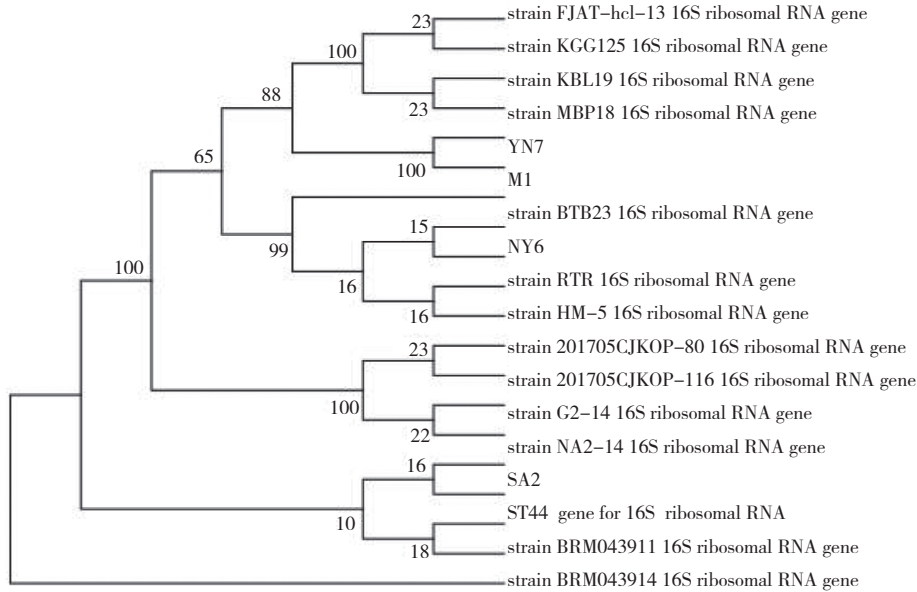 strain FJAT-hcl-13 16S ribosomal RNA gene
23
strain KGG125 16S ribosomal RNA gene
100
strain KBL19 16S ribosomal RNA gene
88
23
strain MBP18 16S ribosomal RNA gene
YN7
65
100
M1
strain BTB23 16S ribosomal RNA gene
15
NY6
99
100
strain RTR 16S ribosomal RNA gene
16
strain HM-5 16S ribosomal RNA gene
16
strain 201705CJKOP-80 16S ribosomal RNA gene
23
strain 201705CJKOP-116 16S ribosomal RNA gene
100
strain G2-14 16S ribosomal RNA gene
22
strain NA2-14 16S ribosomal RNA gene
16
SA2
ST44 gene for 16S ribosomal RNA
10
strain BRM043911 16S ribosomal RNA gene
18
strain BRM043914 16S ribosomal RNA gene